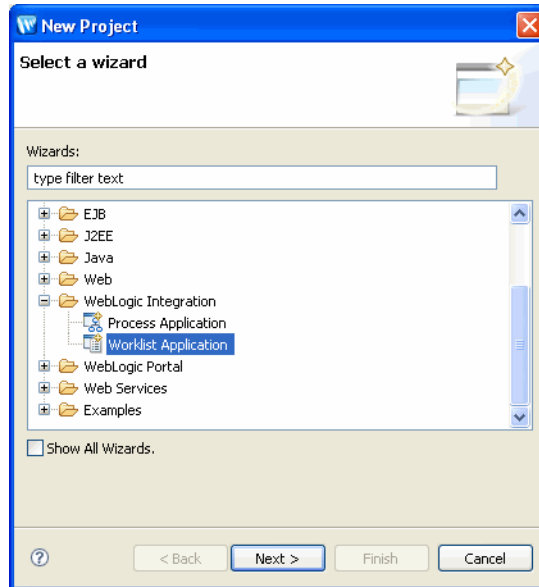 New Project
Select a wizard
Wizards:
type filter text
EJB
J2EE
Java
Web
WebLogic Integration
Process Application
Worklist Application
WebLogic Portal
Web Services
Examples
Show All Wizards.
< Back Next > Finish Cancel